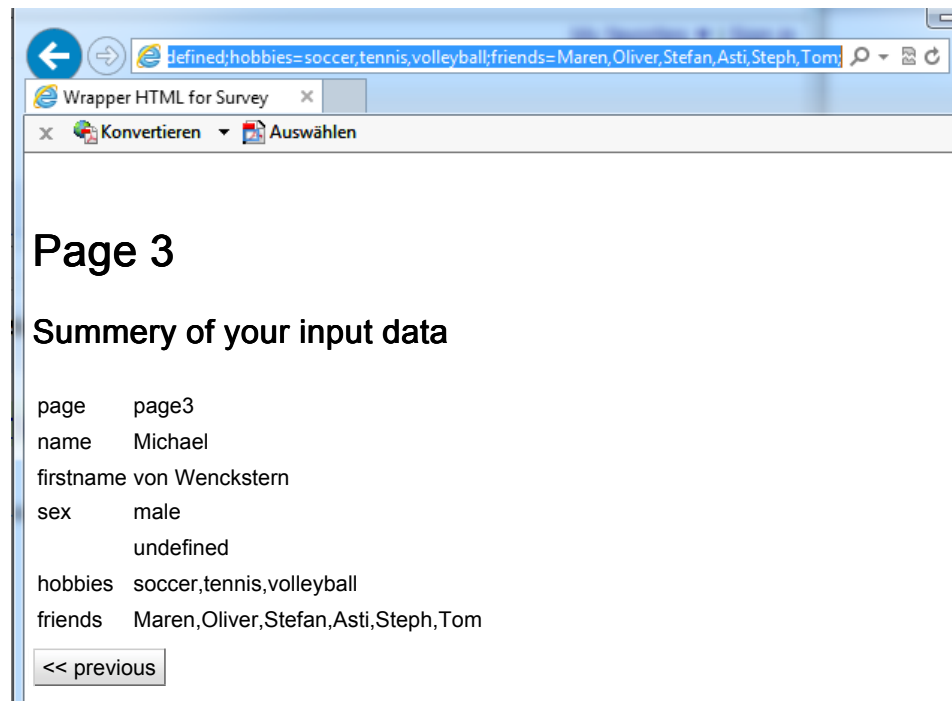 defined;hobbies=soccer,tennis,volleyball;friends=Maren,Oliver,Stefan,Asti,Steph,Tom;
Wrapper HTML for Survey
Konvertieren Auswählen
Page 3
Summery of your input data
page page3
name Michael
firstname von Wenckstern
sex male
undefined
hobbies soccer,tennis,volleyball
friends Maren,Oliver,Stefan,Asti,Steph,Tom
<< previous